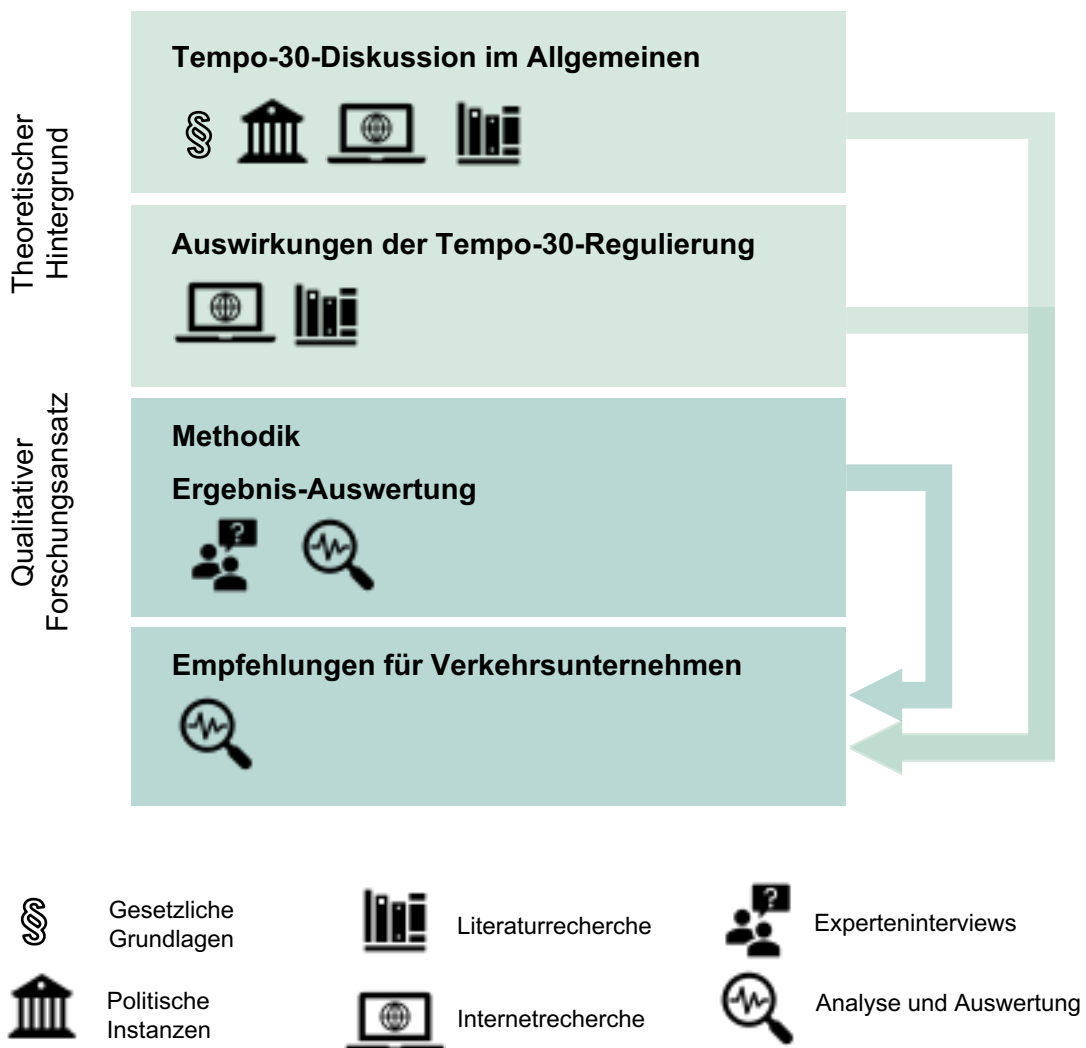 Theoretischer
Hintergrund
Tempo-30-Diskussion im Allgemeinen
§
Auswirkungen der Tempo-30-Regulierung
Qualitativer
Forschungsansatz
Methodik
Ergebnis-Auswertung
?
Empfehlungen für Verkehrsunternehmen
§
Gesetzliche
Grundlagen
Literaturrecherche
?
Experteninterviews
Politische
Instanzen
Internetrecherche
Analyse und Auswertung